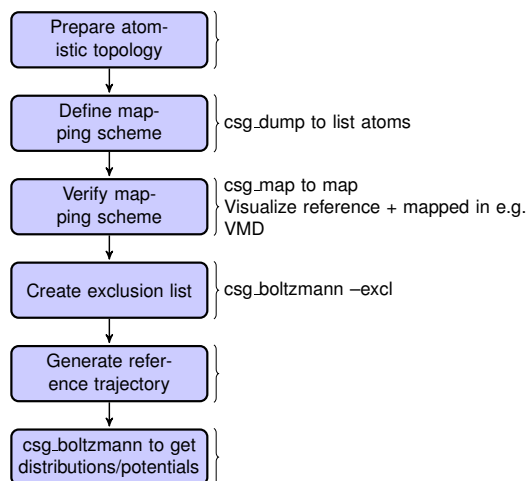 Prepare atom-
istic topology
Define map-
ping scheme
csg_dump to list atoms
Verify map-
ping scheme
csg_map to map
Visualize reference + mapped in e.g.
VMD
Create exclusion list
csg_boltzmann –excl
Generate refer-
ence trajectory
csg_boltzmann to get
distributions/potentials